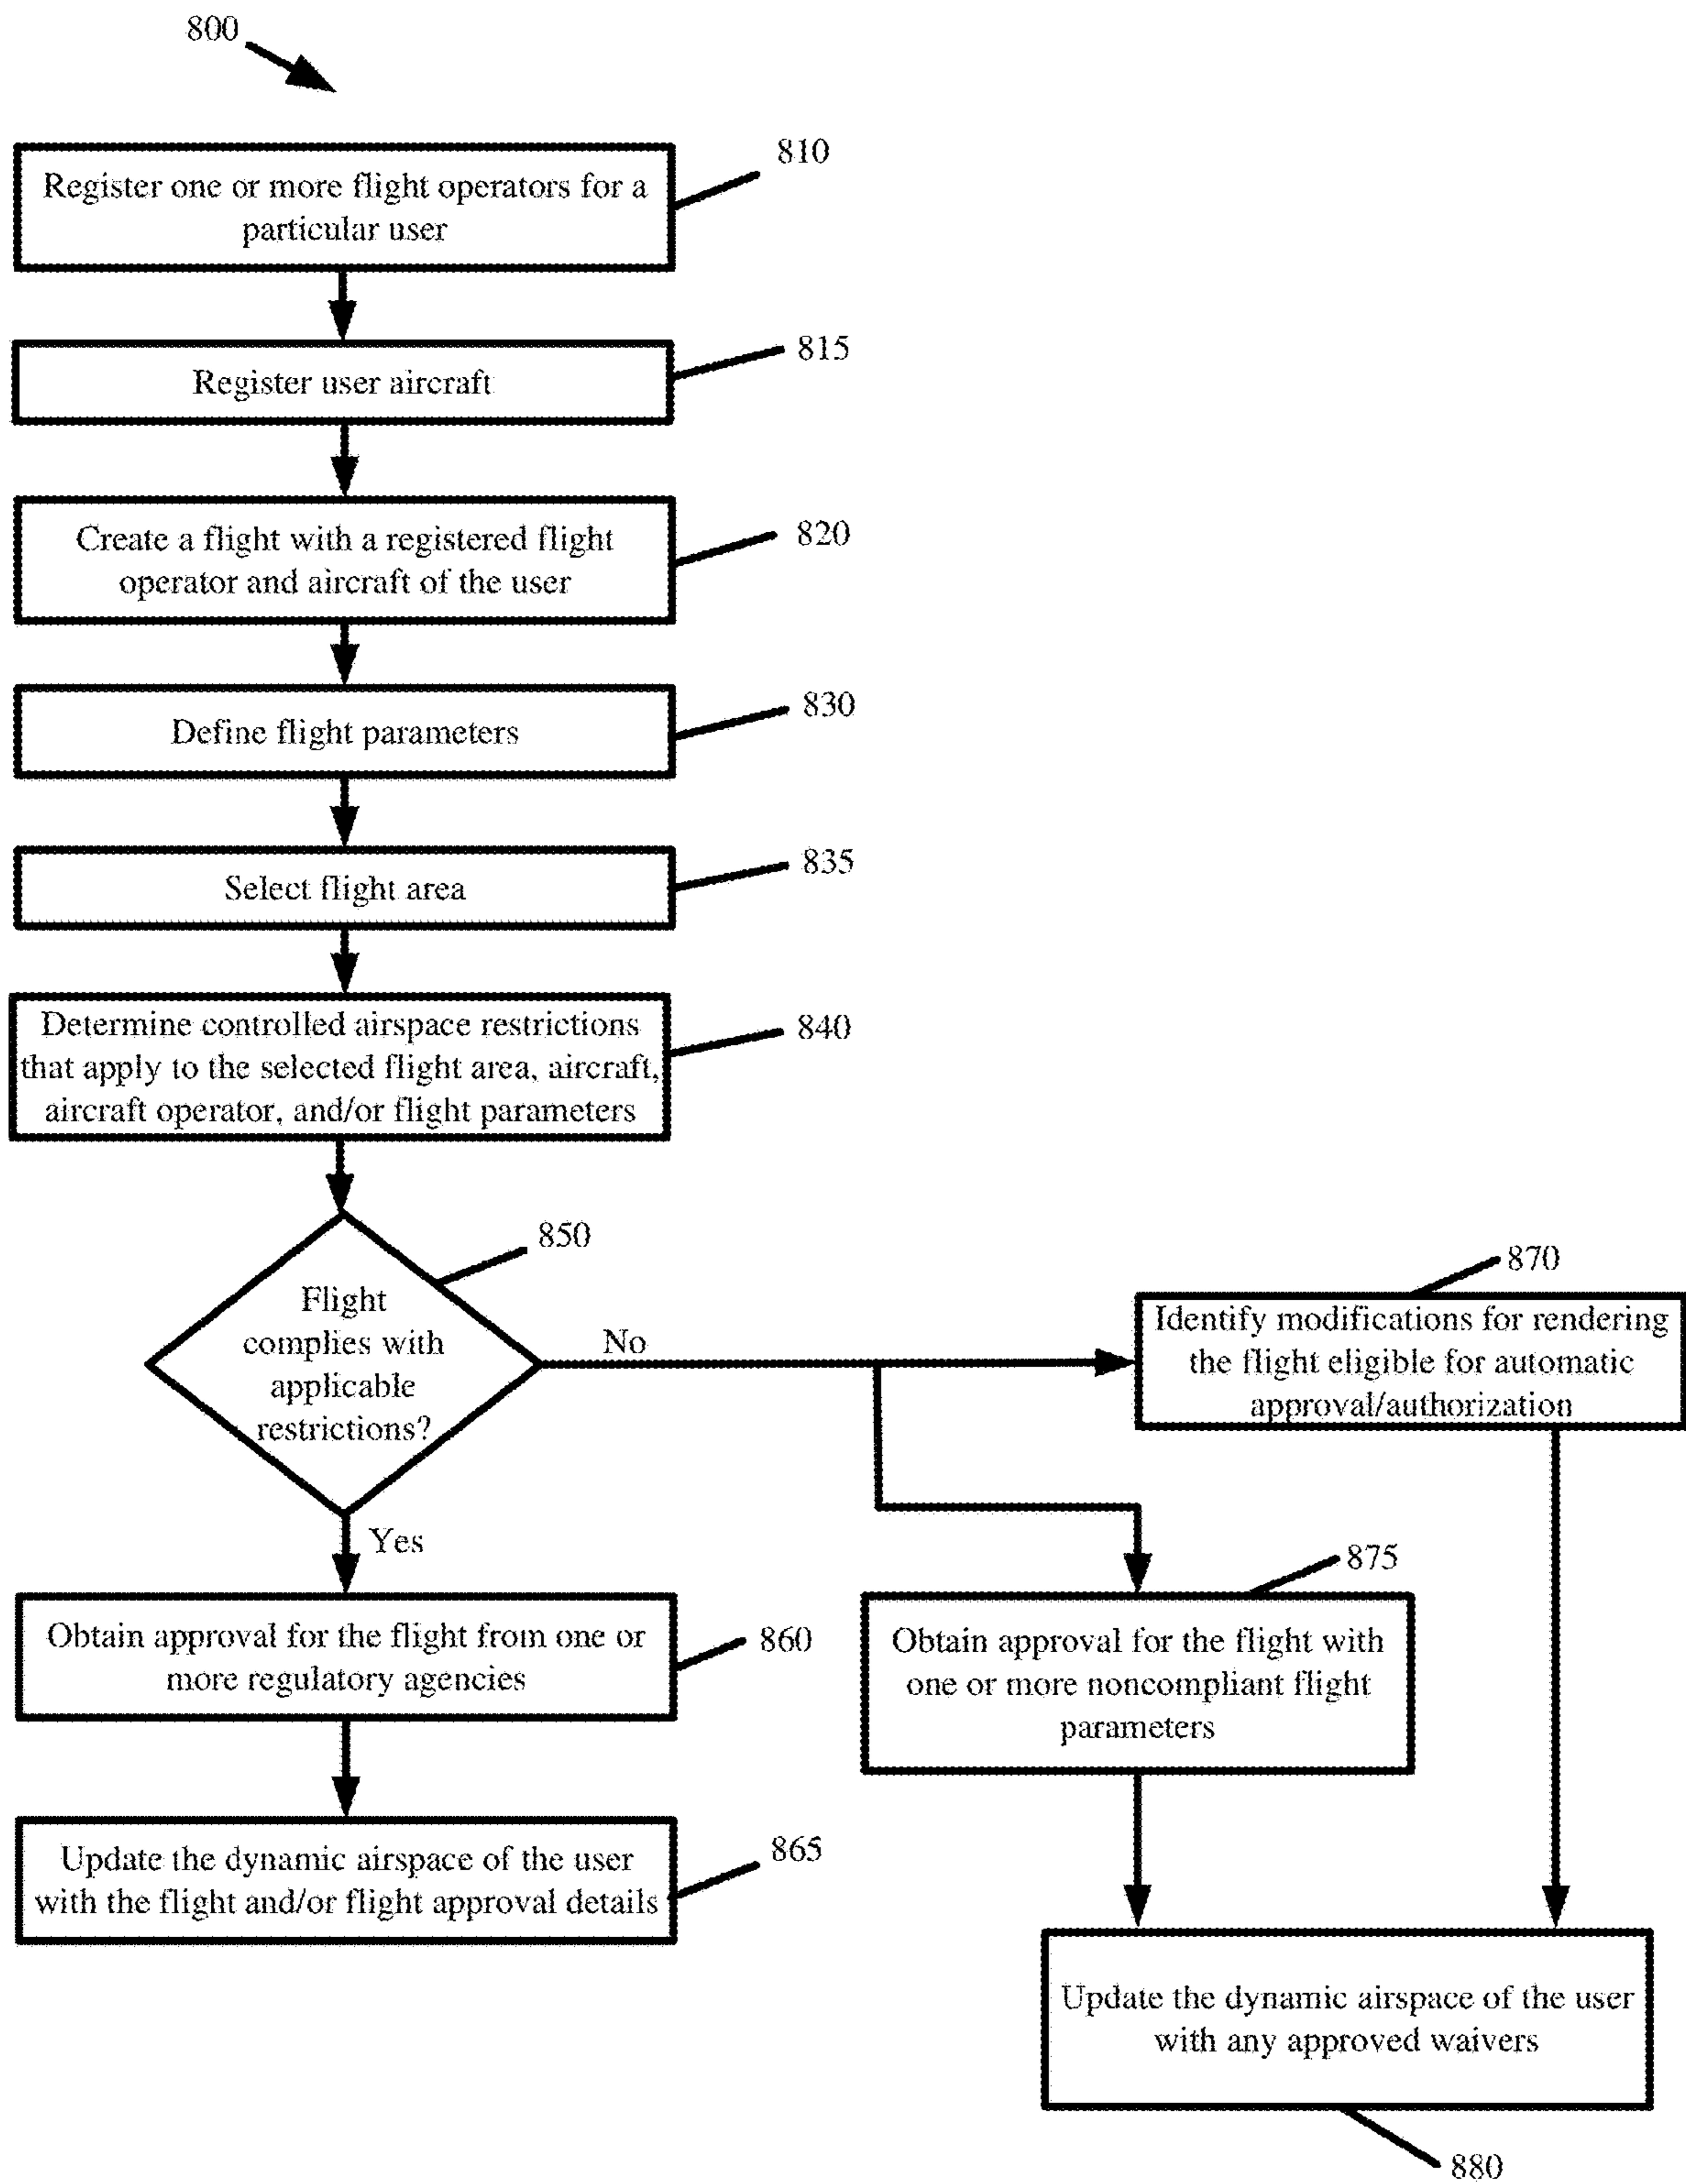 800
810
Register one or more flight operators for a
particular user
815
Register user aircraft
820
Create a flight with a registered flight
operator and aircraft of the user
830
Define flight parameters
835
Select flight area
840
Determine controlled airspace restrictions
that apply to the selected flight area, aircraft,
aircraft operator, and/or flight parameters
850
Flight
complies with
applicable
restrictions?
No
Yes
870
Identify modifications for rendering
the flight eligible for automatic
approval/authorization
860
Obtain approval for the flight from one or
more regulatory agencies
875
Obtain approval for the flight with
one or more noncompliant flight
parameters
865
Update the dynamic airspace of the user
with the flight and/or flight approval details
Update the dynamic airspace of the user
with any approved waivers
880